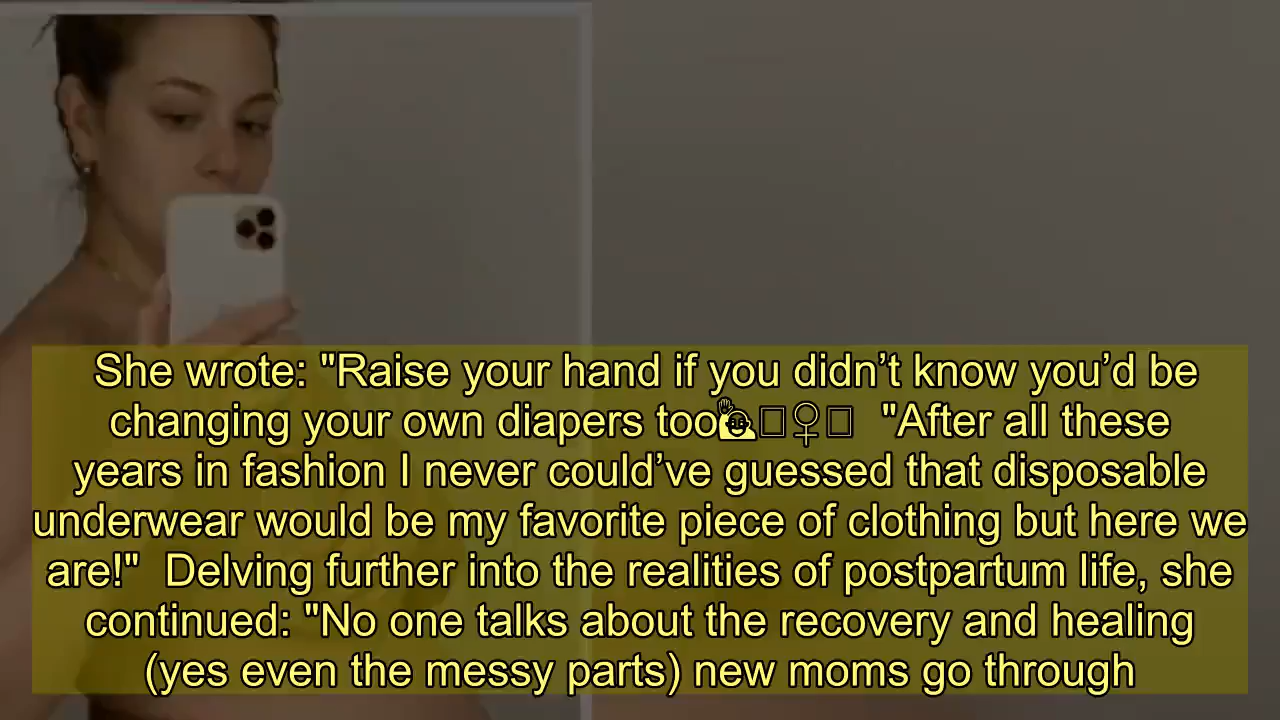 She wrote: "Raise your hand if you didn’t know you’d be
changing your own diapers too🙋□♀□  "After all these
years in fashion I never could’ve guessed that disposable
underwear would be my favorite piece of clothing but here we
are!"  Delving further into the realities of postpartum life, she
continued: "No one talks about the recovery and healing
(yes even the messy parts) new moms go through